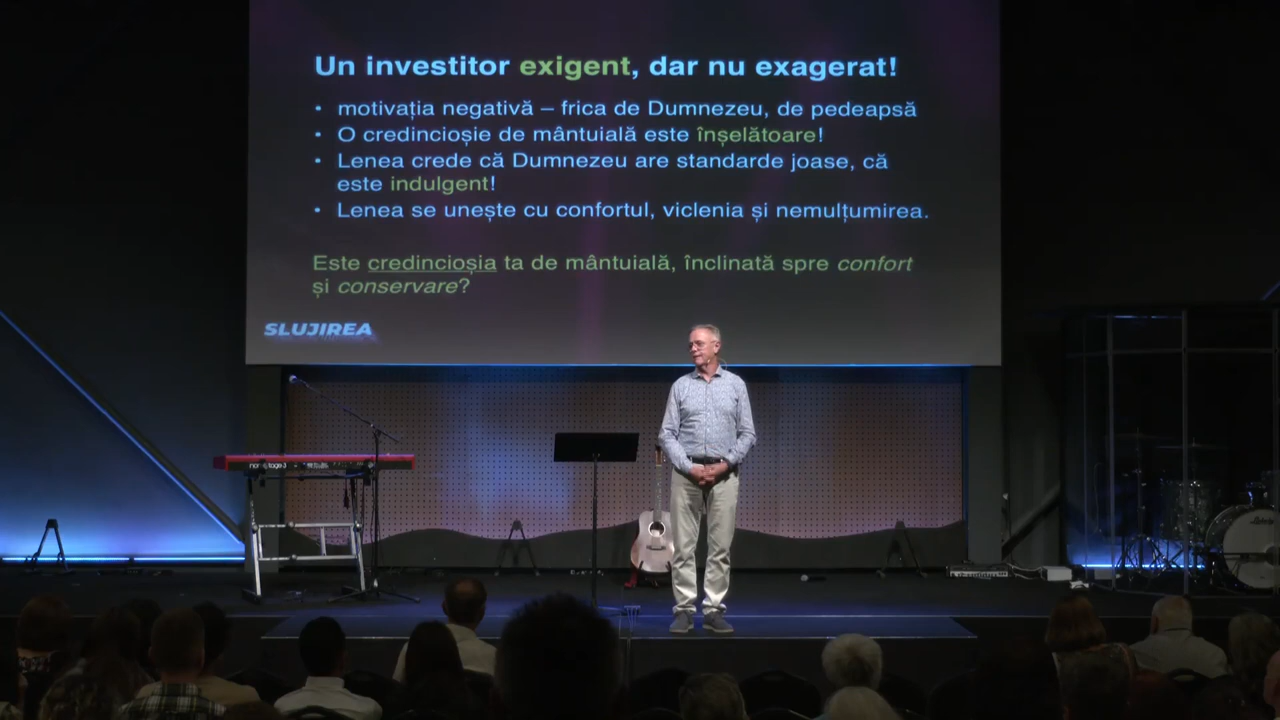 Un investitor exigent, dar nu exagerat!
• motivația negativă – frica de Dumnezeu, de pedeapsă
• O credincioșie de mântuială este înșelătoare!
• Lenea crede că Dumnezeu are standarde joase, că
este indulgent!
• Lenea se unește cu confortul, viclenia și nemulțumirea.
Este credincioșia ta de mântuială, înclinată spre confort
și conservare?
SLUJIREA